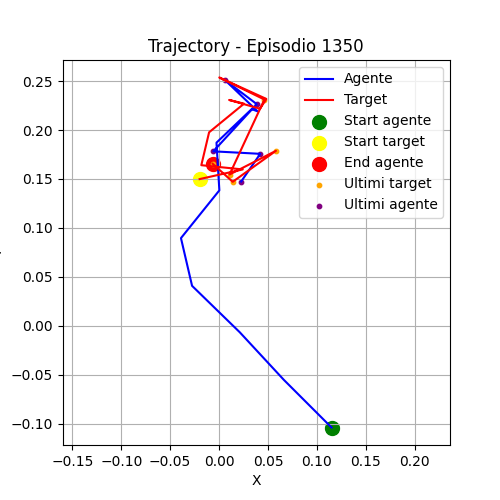 Trajectory - Episodio 1350
Agente
Target
Start agente
Start target
End agente
Ultimi target
Ultimi agente
0.25
0.20
0.15
0.10
0.05
0.00
−0.05
−0.10
−0.15
−0.10
−0.05
0.00
0.05
0.10
0.15
0.20
X